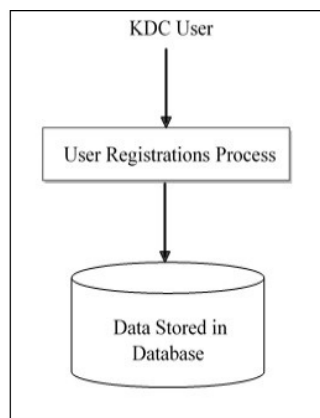 KDC User
User Registrations Process
Data Stored in
Database